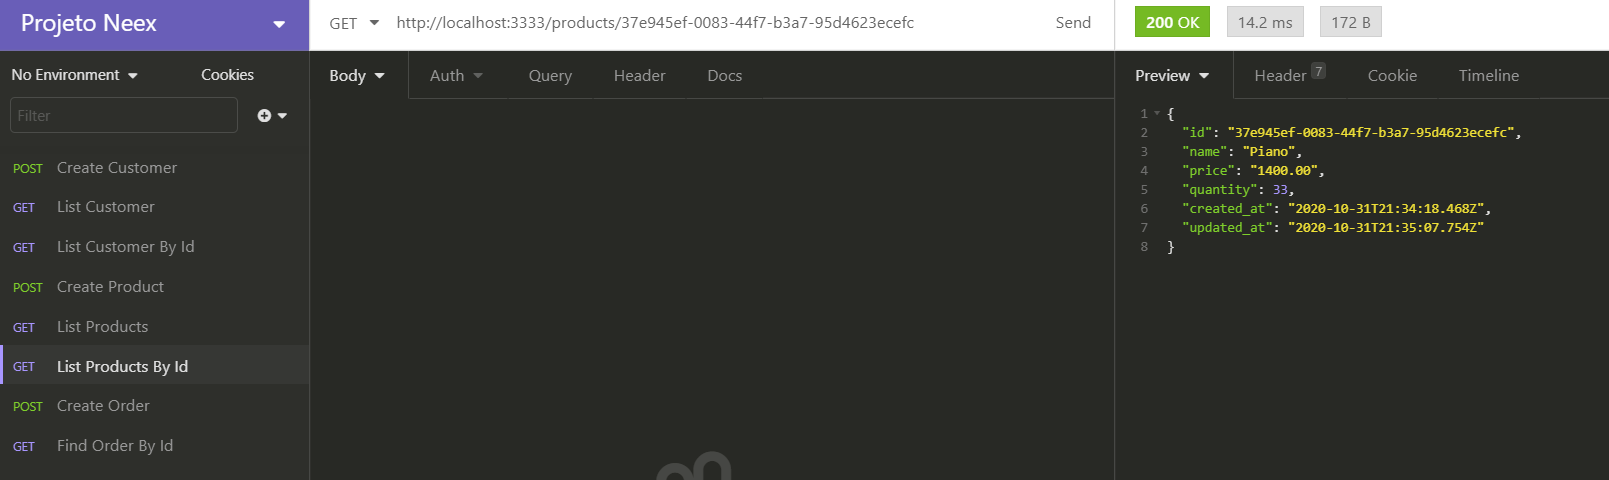 Projeto Neex
GET http://localhost:3333/products/37e945ef-0083-44f7-b3a7-95d4623ecefc Send
200 OK 14.2 ms 172 B
No Environment Cookies
Filter
POST Create Customer
GET List Customer
GET List Customer By Id
POST Create Product
GET List Products
GET List Products By Id
POST Create Order
GET Find Order By Id
Body Auth Query Header Docs
Preview Header 7 Cookie Timeline
1 {
2 "id": "37e945ef-0083-44f7-b3a7-95d4623ecefc",
3 "name": "Piano",
4 "price": "1400.00",
5 "quantity": 33,
6 "created_at": "2020-10-31T21:34:18.468Z",
7 "updated_at": "2020-10-31T21:35:07.754Z"
8 }